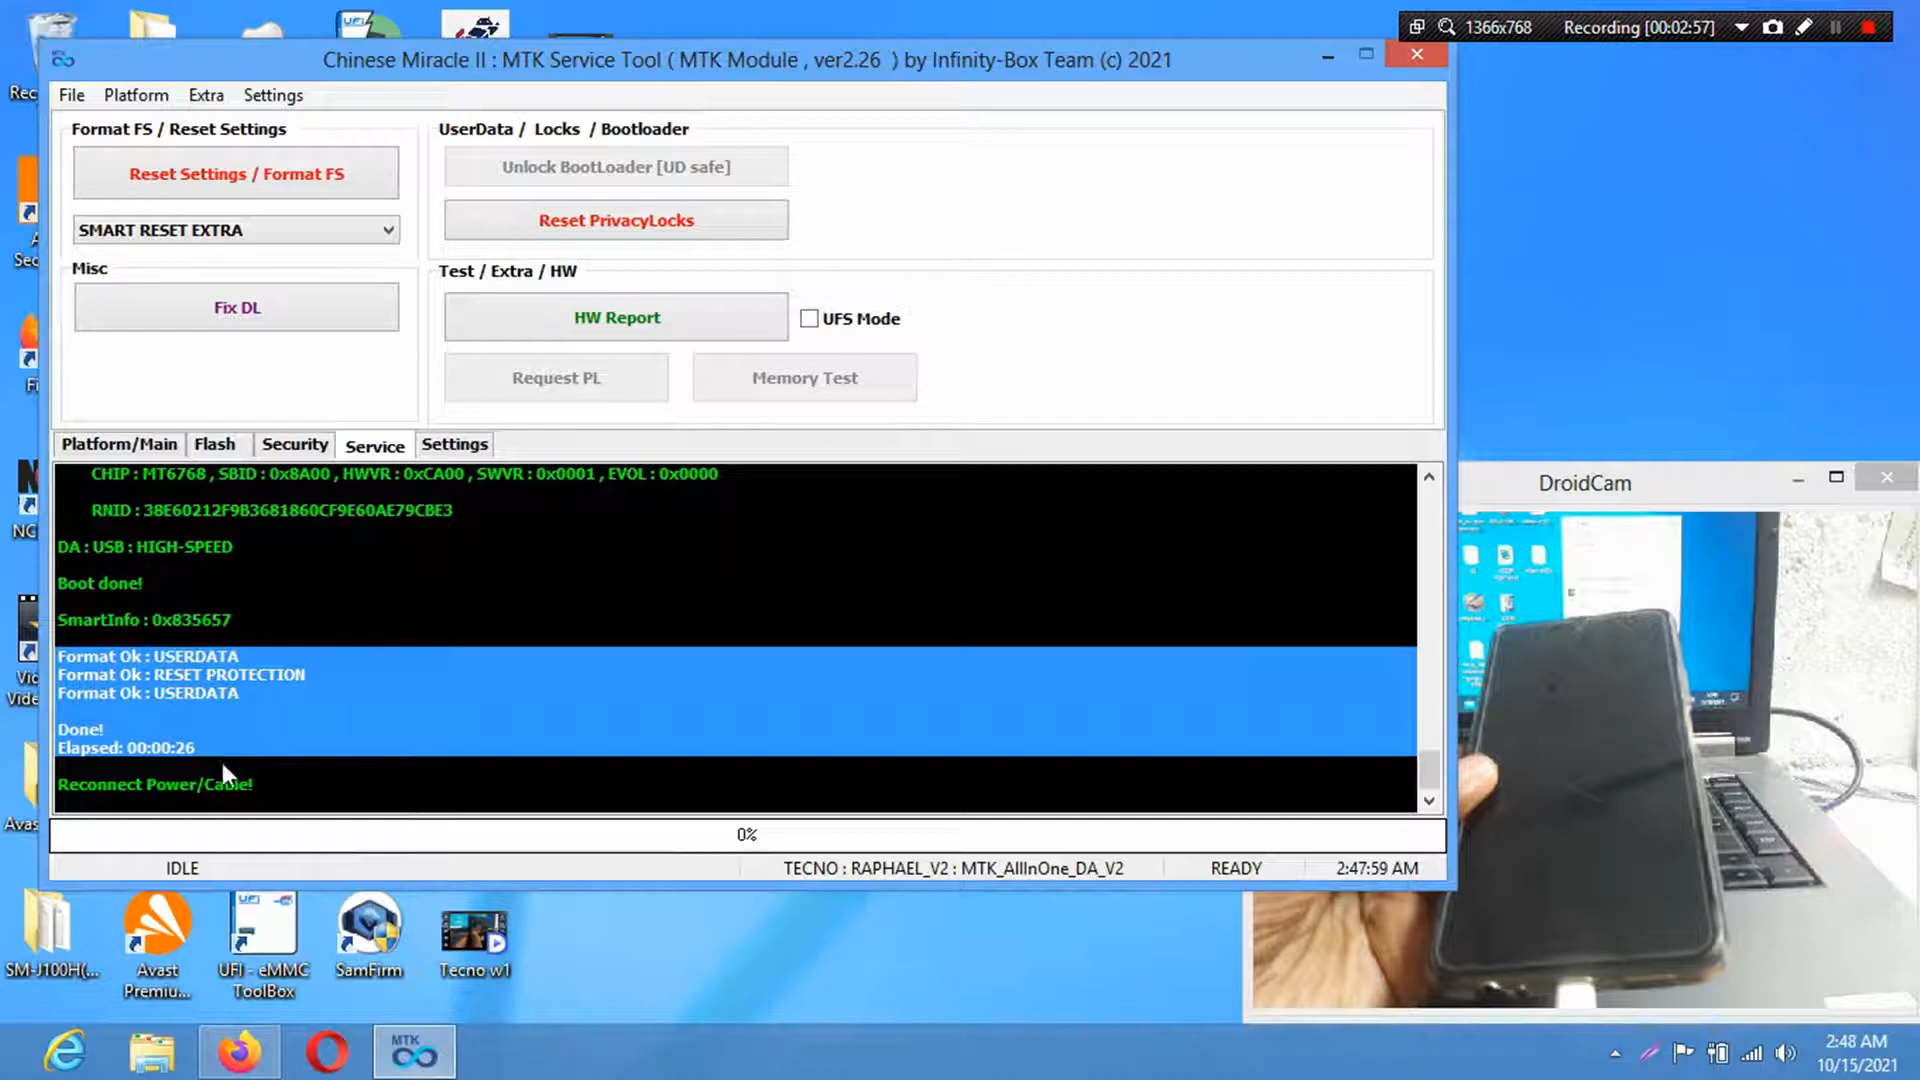 1366x768
Recording [00:02:57]
Chinese Miracle II : MTK Service Tool ( MTK Module , ver2.26 ) by Infinity-Box Team (c) 2021
File
Platform
Extra
Settings
Format FS / Reset Settings
Reset Settings / Format FS
SMART RESET EXTRA
Misc
Fix DL
UserData / Locks / Bootloader
Unlock BootLoader [UD safe]
Reset PrivacyLocks
Test / Extra / HW
HW Report
UFS Mode
Request PL
Memory Test
Platform/Main
Flash
Security
Service
Settings
CHIP : MT6768 , SBID : 0x8A00 , HWVR : 0xCA00 , SWVR : 0x0001 , EVOL : 0x0000
RNID : 38E60212F9B3681860CF9E60AE79CBE3
DA : USB : HIGH-SPEED
Boot done!
SmartInfo : 0x835657
Format Ok : USERDATA
Format Ok : RESET PROTECTION
Format Ok : USERDATA
Done!
Elapsed: 00:00:26
Reconnect Power/Cable!
0%
IDLE
TECNO : RAPHAEL_V2 : MTK_AllInOne_DA_V2
READY
2:47:59 AM
DroidCam
SM-J100H(...
Avast
Premiu...
UFI - eMMC
ToolBox
SamFirm
Tecno w1
MTK
2:48 AM
10/15/2021